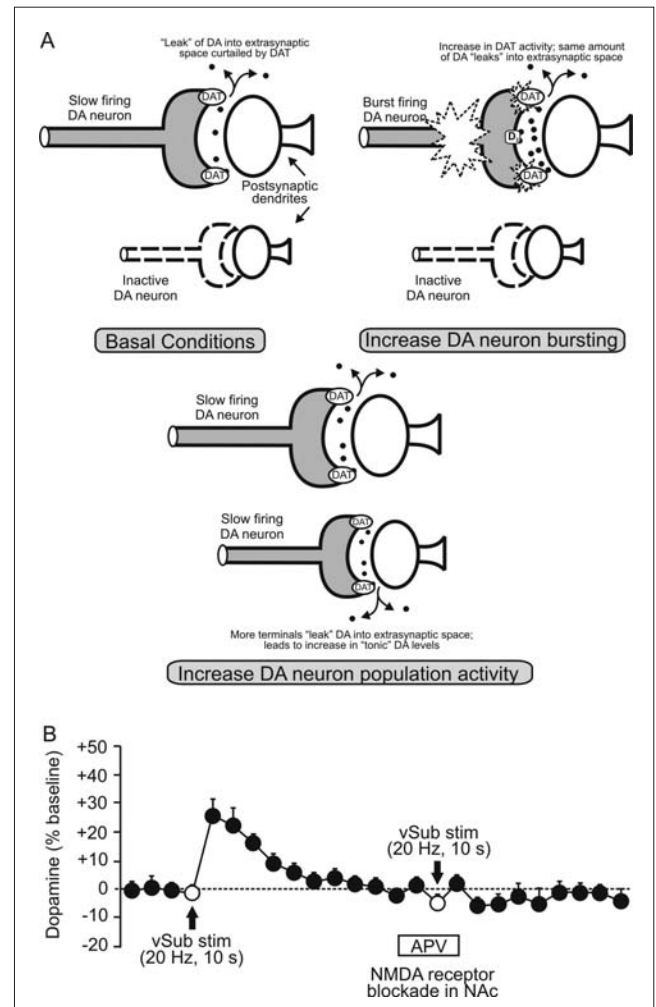 A
"Leak" of DA into extrasynaptic
space curtailed by DAT
Slow firing
DA neuron
DAT
DAT
Postsynaptic
dendrites
Inactive
DA neuron
Basal Conditions
Increase in DAT activity; same amount
of DA "leaks" into extrasynaptic space
Burst firing
DA neuron
DAT
D
DAT
Inactive
DA neuron
Increase DA neuron bursting
Slow firing
DA neuron
DAT
DAT
Slow firing
DA neuron
DAT
DAT
More terminals "leak" DA into extrasynaptic space;
leads to increase in "tonic" DA levels
Increase DA neuron population activity
B
Dopamine (% baseline)
+50
+40
+30
+20
+10
0
-10
-20
vSub stim
(20 Hz, 10 s)
vSub stim
(20 Hz, 10 s)
APV
NMDA receptor
blockade in NAc